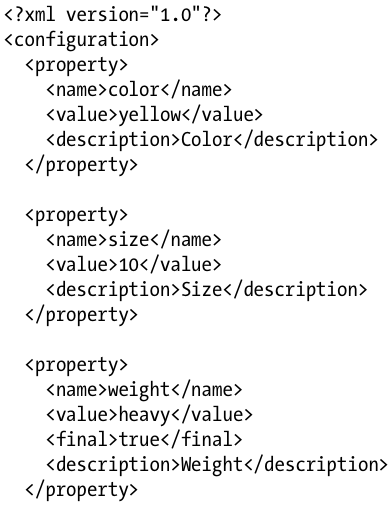 <?xml version="1.0"?>
<configuration>
  <property>
    <name>color</name>
    <value>yellow</value>
    <description>Color</description>
  </property>

  <property>
    <name>size</name>
    <value>10</value>
    <description>Size</description>
  </property>

  <property>
    <name>weight</name>
    <value>heavy</value>
    <final>true</final>
    <description>Weight</description>
  </property>